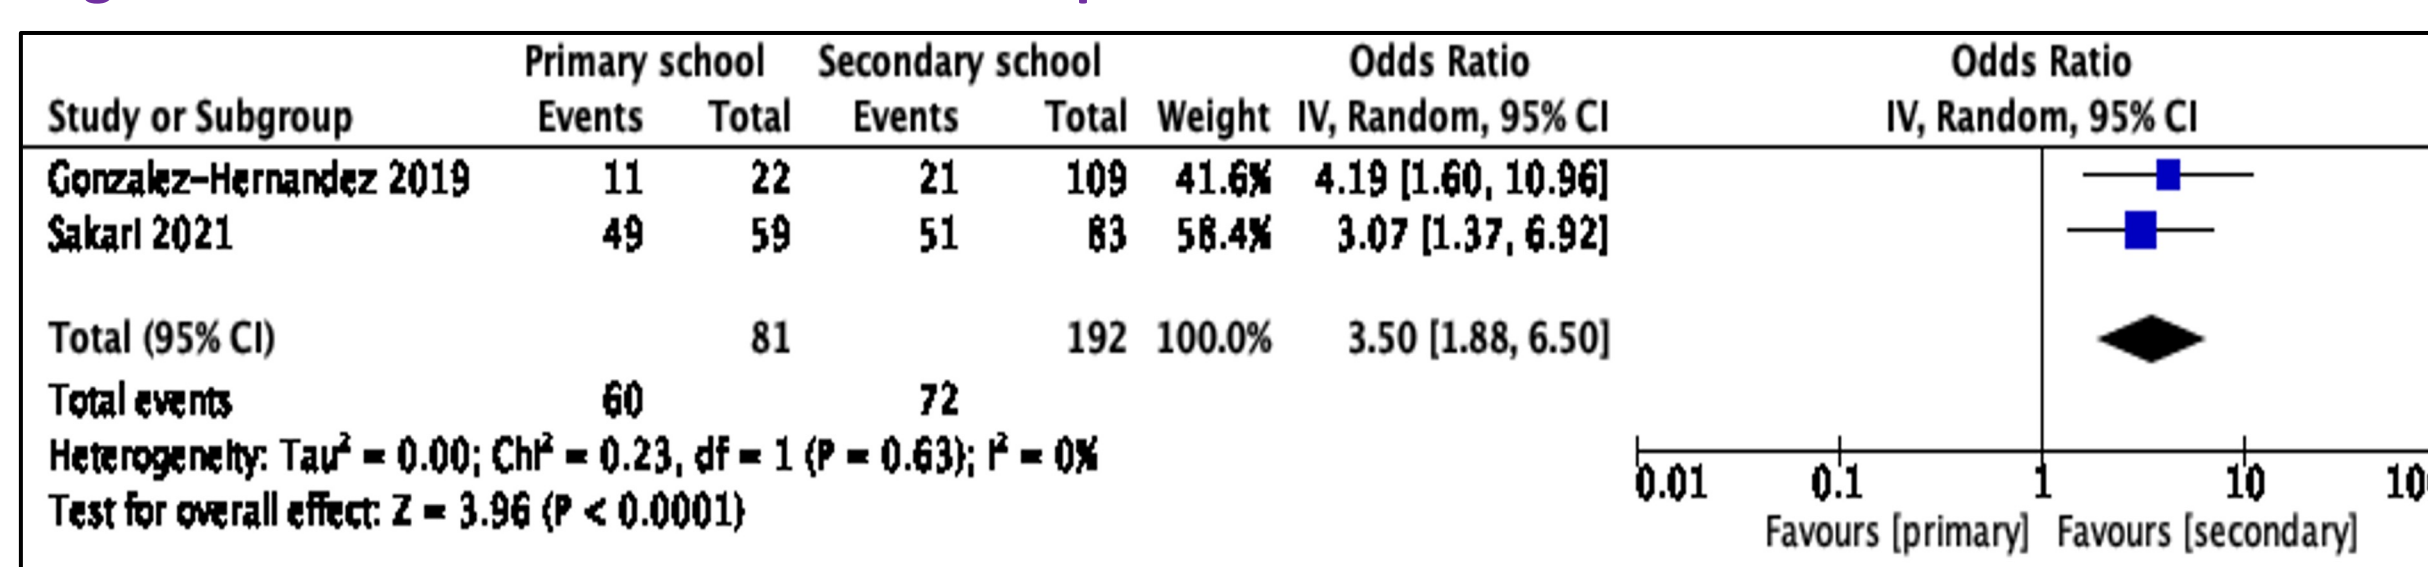 Primary school Secondary school Odds Ratio Odds Ratio
Study or Subgroup Events Total Events Total Weight IV, Random, 95% CI IV, Random, 95% CI
Gonzalez-Hernandez 2019 11 22 21 109 41.6% 4.19 [1.60, 10.96]
Sakari 2021 49 59 51 83 58.4% 3.07 [1.37, 6.92]
Total (95% CI) 81 192 100.0% 3.50 [1.88, 6.50]
Total events 60 72
Heterogeneity: Tau² = 0.00; Chi² = 0.23, df = 1 (P = 0.63); I² = 0%
Test for overall effect: Z = 3.96 (P < 0.0001)
0.01 0.1 1 10
Favours [primary] Favours [secondary]